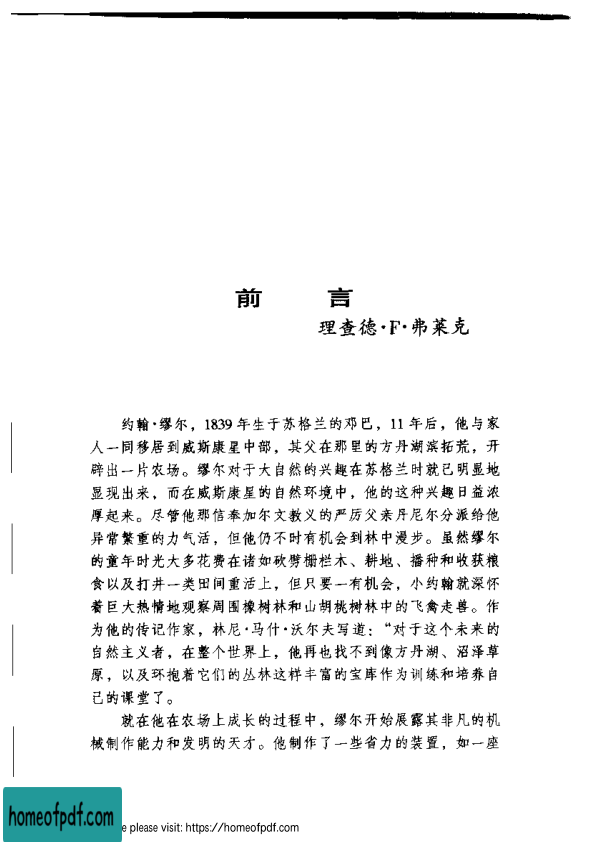 前 言
理查德·F·弗莱克
约翰·缪尔，1839年生于苏格兰的邓巴，11年后，他与家
人一同移居到威斯康星中部，其父在那里的方丹湖滨拓荒，开
辟出一片农场。缪尔对于大自然的兴趣在苏格兰时就已明显地
显现出来，而在威斯康星的自然环境中，他的这种兴趣日益浓
厚起来。尽管他那信奉加尔文教义的严厉父亲丹尼尔分派给他
异常繁重的力气活，但他仍不时有机会到林中漫步。虽然缪尔
的童年时光大多花费在诸如砍劈栅栏木、耕地、播种和收获粮
食以及打井一类田间重活上，但只要一有机会，小约翰就深怀
着巨大热情地观察周围橡树林和山胡桃树林中的飞禽走兽。作
为他的传记作家，林尼·马什·沃尔夫写道：“对于这个未来的
自然主义者，在整个世界上，他再也找不到像方丹湖、沼泽草
原，以及环抱着它们的丛林这样丰富的宝库作为训练和培养自
己的课堂了。
就在他在农场上成长的过程中，缪尔开始展露其非凡的机
械制作能力和发明的天才。他制作了一些省力的装置，如一座
homeofpdf.com
e please visit: https://homeofpdf.com